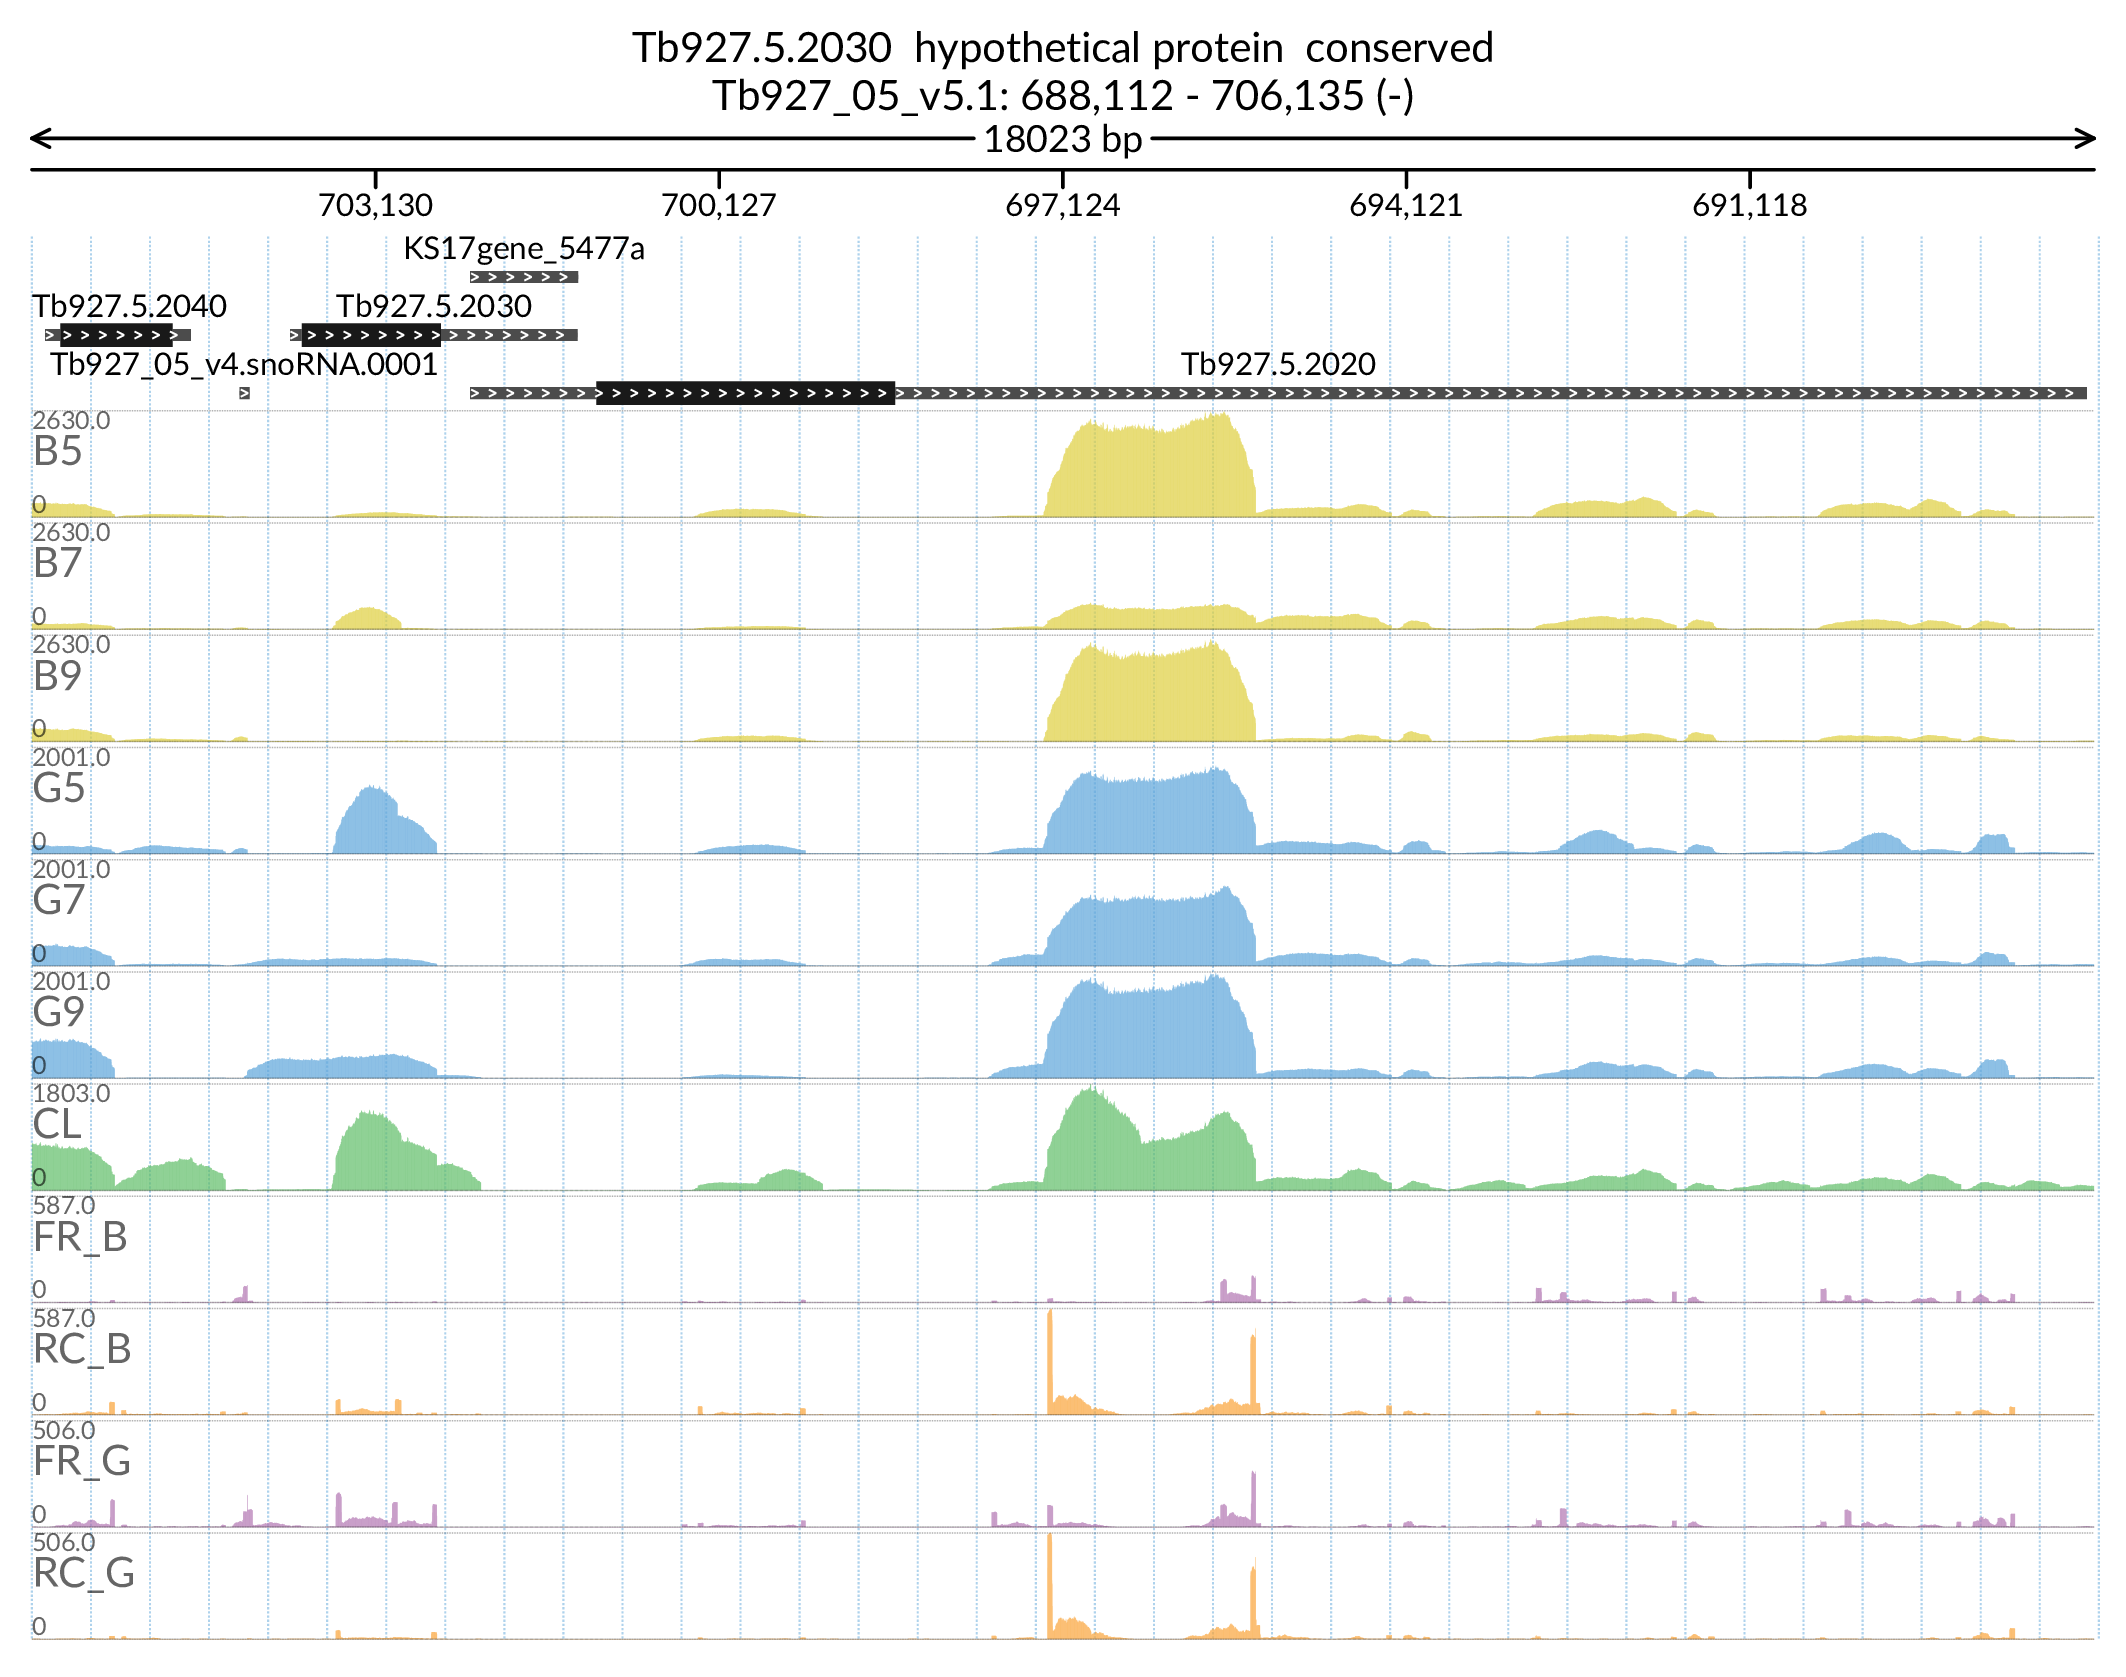 Tb927.5.2030  hypothetical protein  conserved
Tb927_05_v5.1: 688,112 - 706,135 (-)
18023 bp
703,130 700,127 697,124 694,121 691,118
KS17gene_5477a
Tb927.5.2040 Tb927.5.2030
Tb927_05_v4.snoRNA.0001 Tb927.5.2020
2630.0
B5
0
2630.0
B7
0
2630.0
B9
0
2001.0
G5
0
2001.0
G7
0
2001.0
G9
0
1803.0
CL
0
587.0
FR_B
0
587.0
RC_B
0
506.0
FR_G
0
506.0
RC_G
0